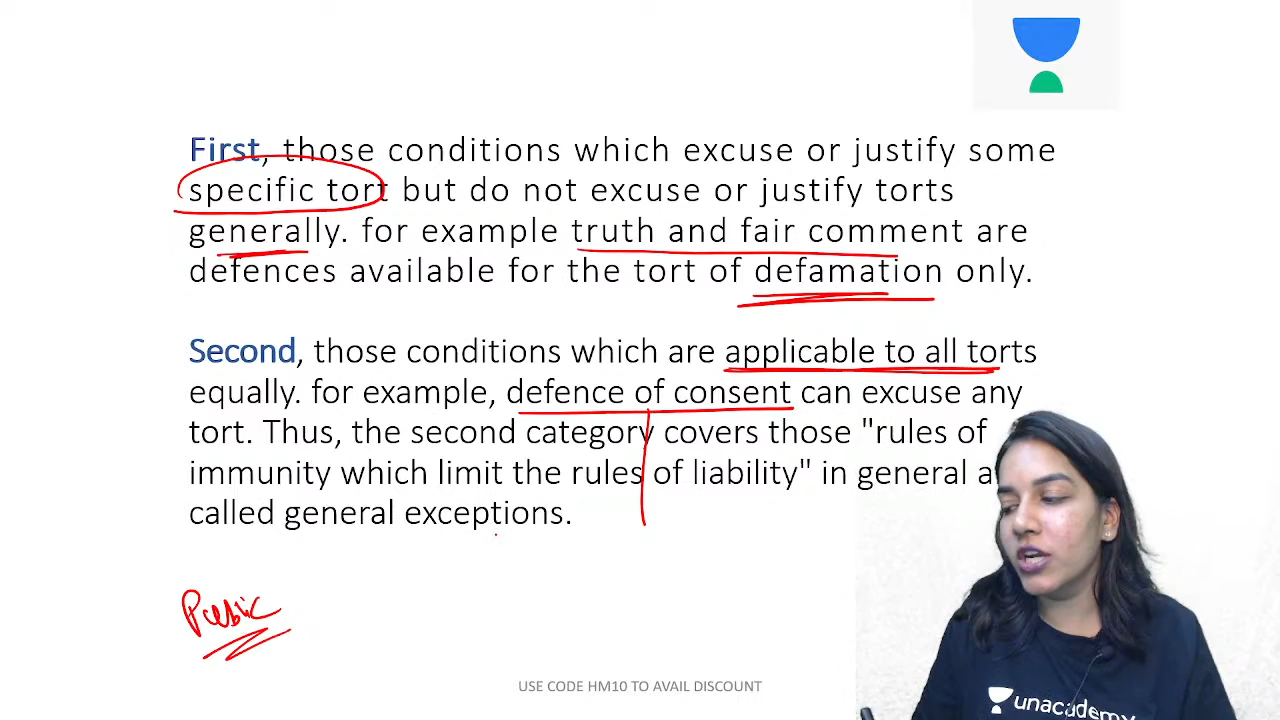 First, those conditions which excuse or justify some
specific tort but do not excuse or justify torts
generally. for example truth and fair comment are
defences available for the tort of defamation only.
Second, those conditions which are applicable to all torts
equally. for example, defence of consent can excuse any
tort. Thus, the second category covers those "rules of
immunity which limit the rules of liability" in general a
called general exceptions.
Public
USE CODE HM10 TO AVAIL DISCOUNT
unacademy